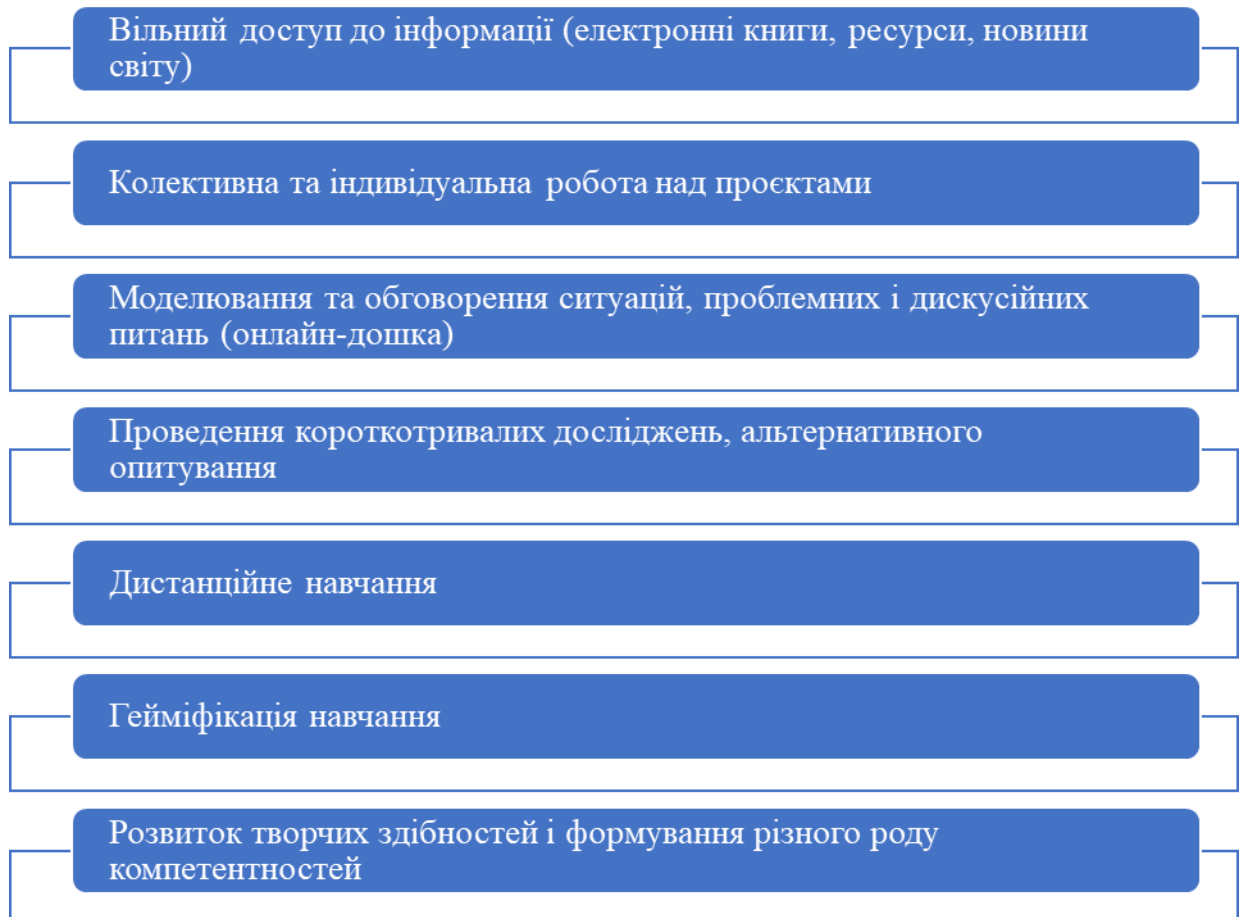 Вільний доступ до інформації (електронні книги, ресурси, новини
світу)
Колективна та індивідуальна робота над проєктами
Моделювання та обговорення ситуацій, проблемних і дискусійних
питань (онлайн-дошка)
Проведення короткотривалих досліджень, альтернативного
опитування
Дистанційне навчання
Гейміфікація навчання
Розвиток творчих здібностей і формування різного роду
компетентностей